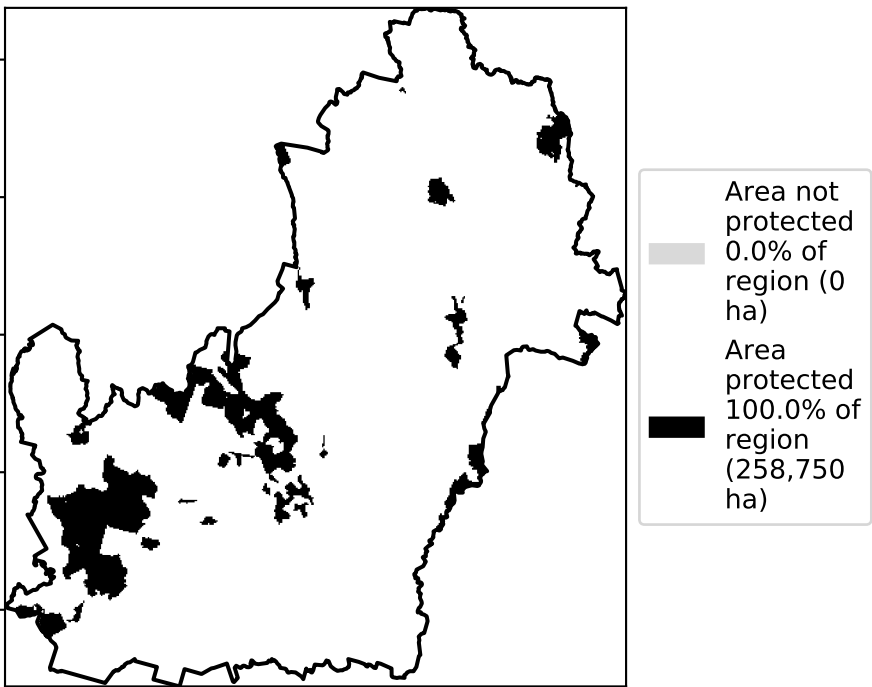 Area not
protected
0.0% of
region (0
ha)
Area
protected
100.0% of
region
(258,750
ha)